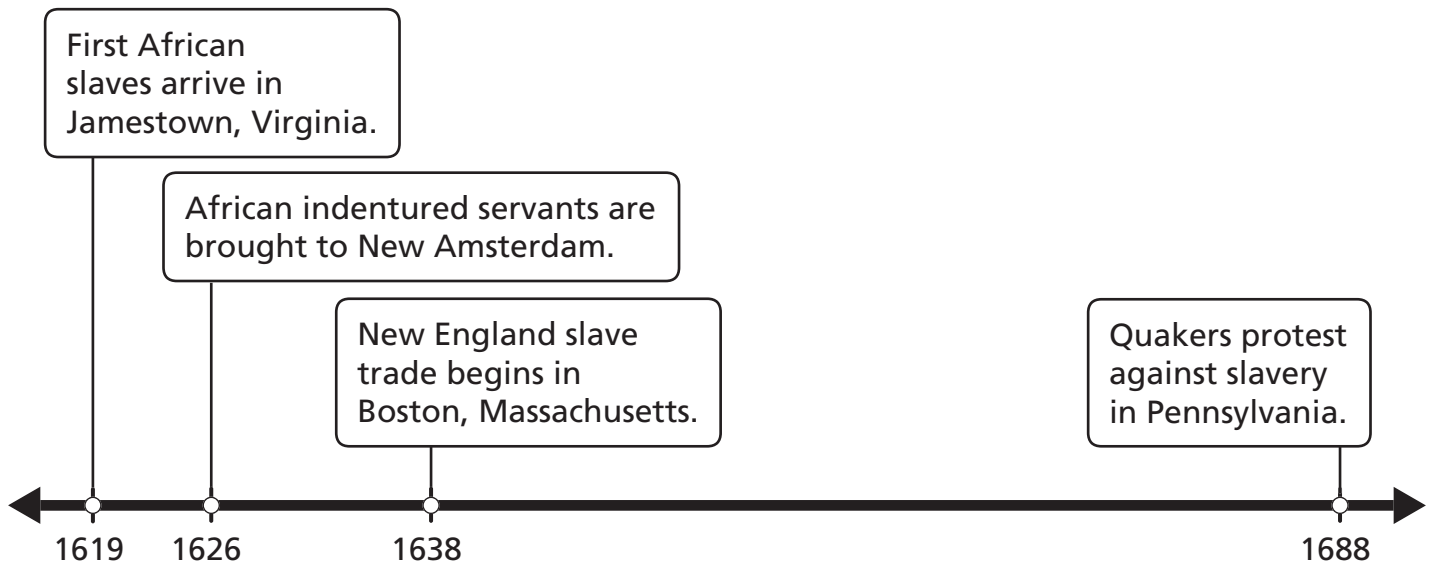 First African
slaves arrive in
Jamestown, Virginia.
African indentured servants are
brought to New Amsterdam.
New England slave
trade begins in
Boston, Massachusetts.
Quakers protest
against slavery
in Pennsylvania.
1619
1626
1638
1688